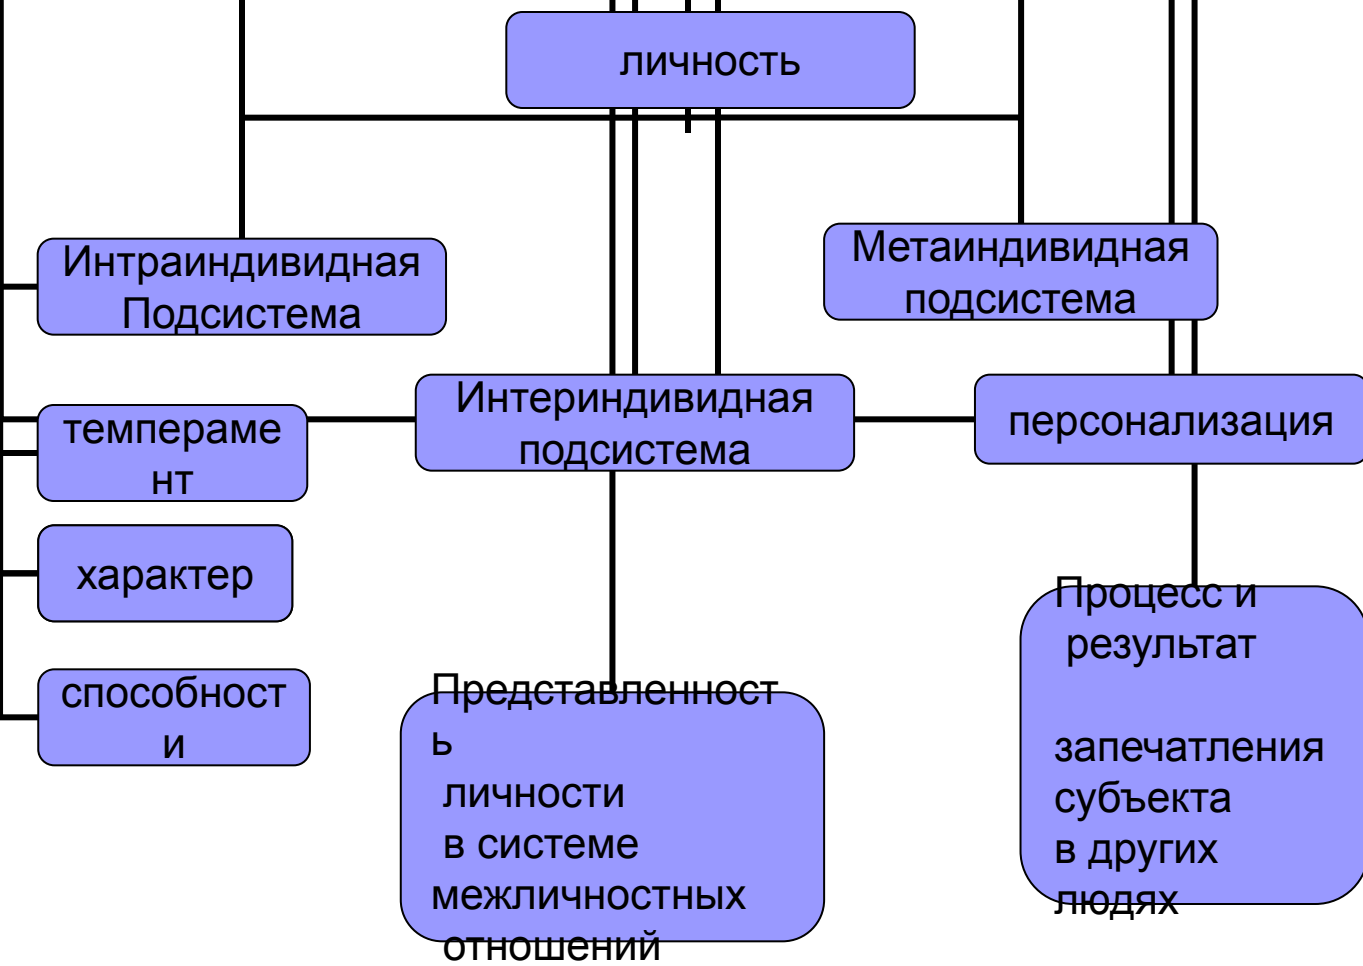 личность
Интраиндивидная
Подсистема
Метаиндивидная
подсистема
Интериндивидная
подсистема
персонализация
темпераме
нт
характер
способност
и
Представленност
ь
личности
в системе
межличностных
отношений
Процесс и
результат
запечатления
субъекта
в других
людях